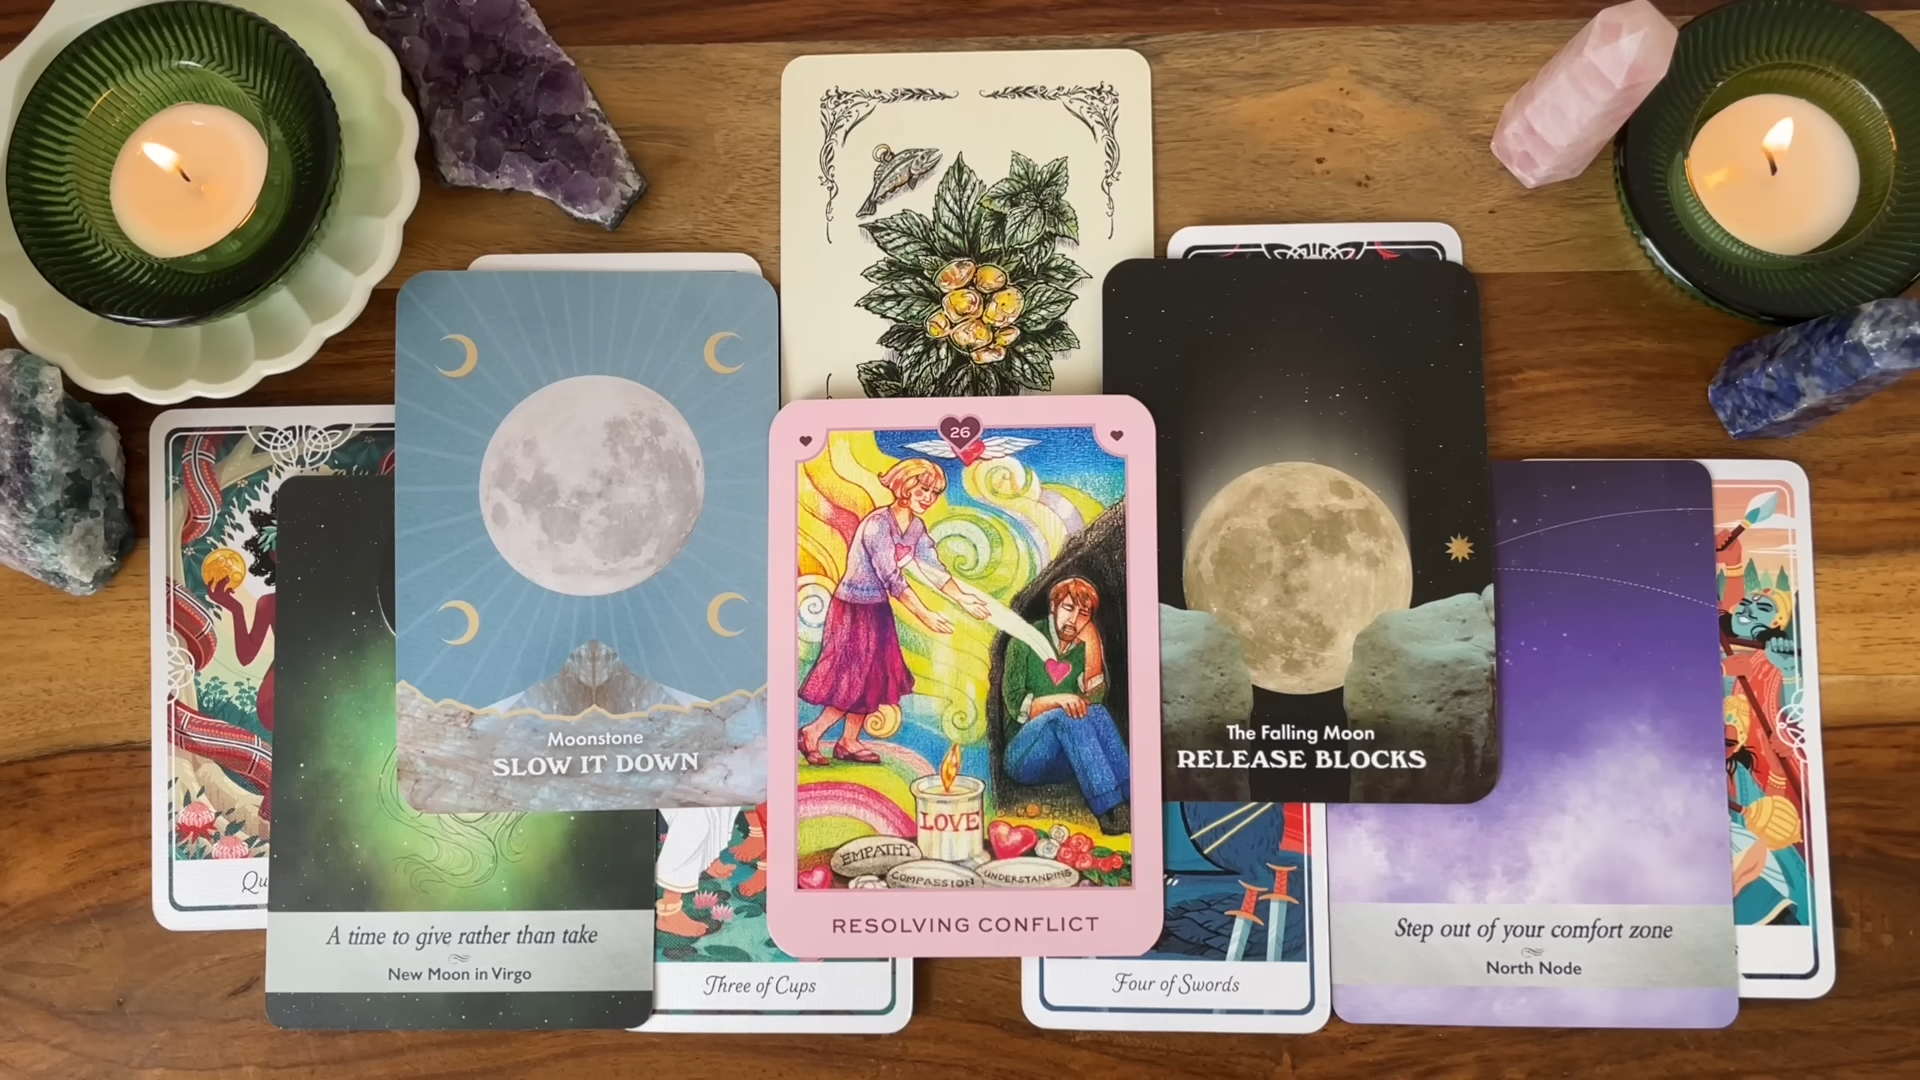 26
Moonstone
SLOW IT DOWN
The Falling Moon
RELEASE BLOCKS
LOVE
EMPATHY
COMPASSION
UNDERSTANDING
RESOLVING CONFLICT
A time to give rather than take
New Moon in Virgo
Three of Cups
Four of Swords
Step out of your comfort zone
North Node